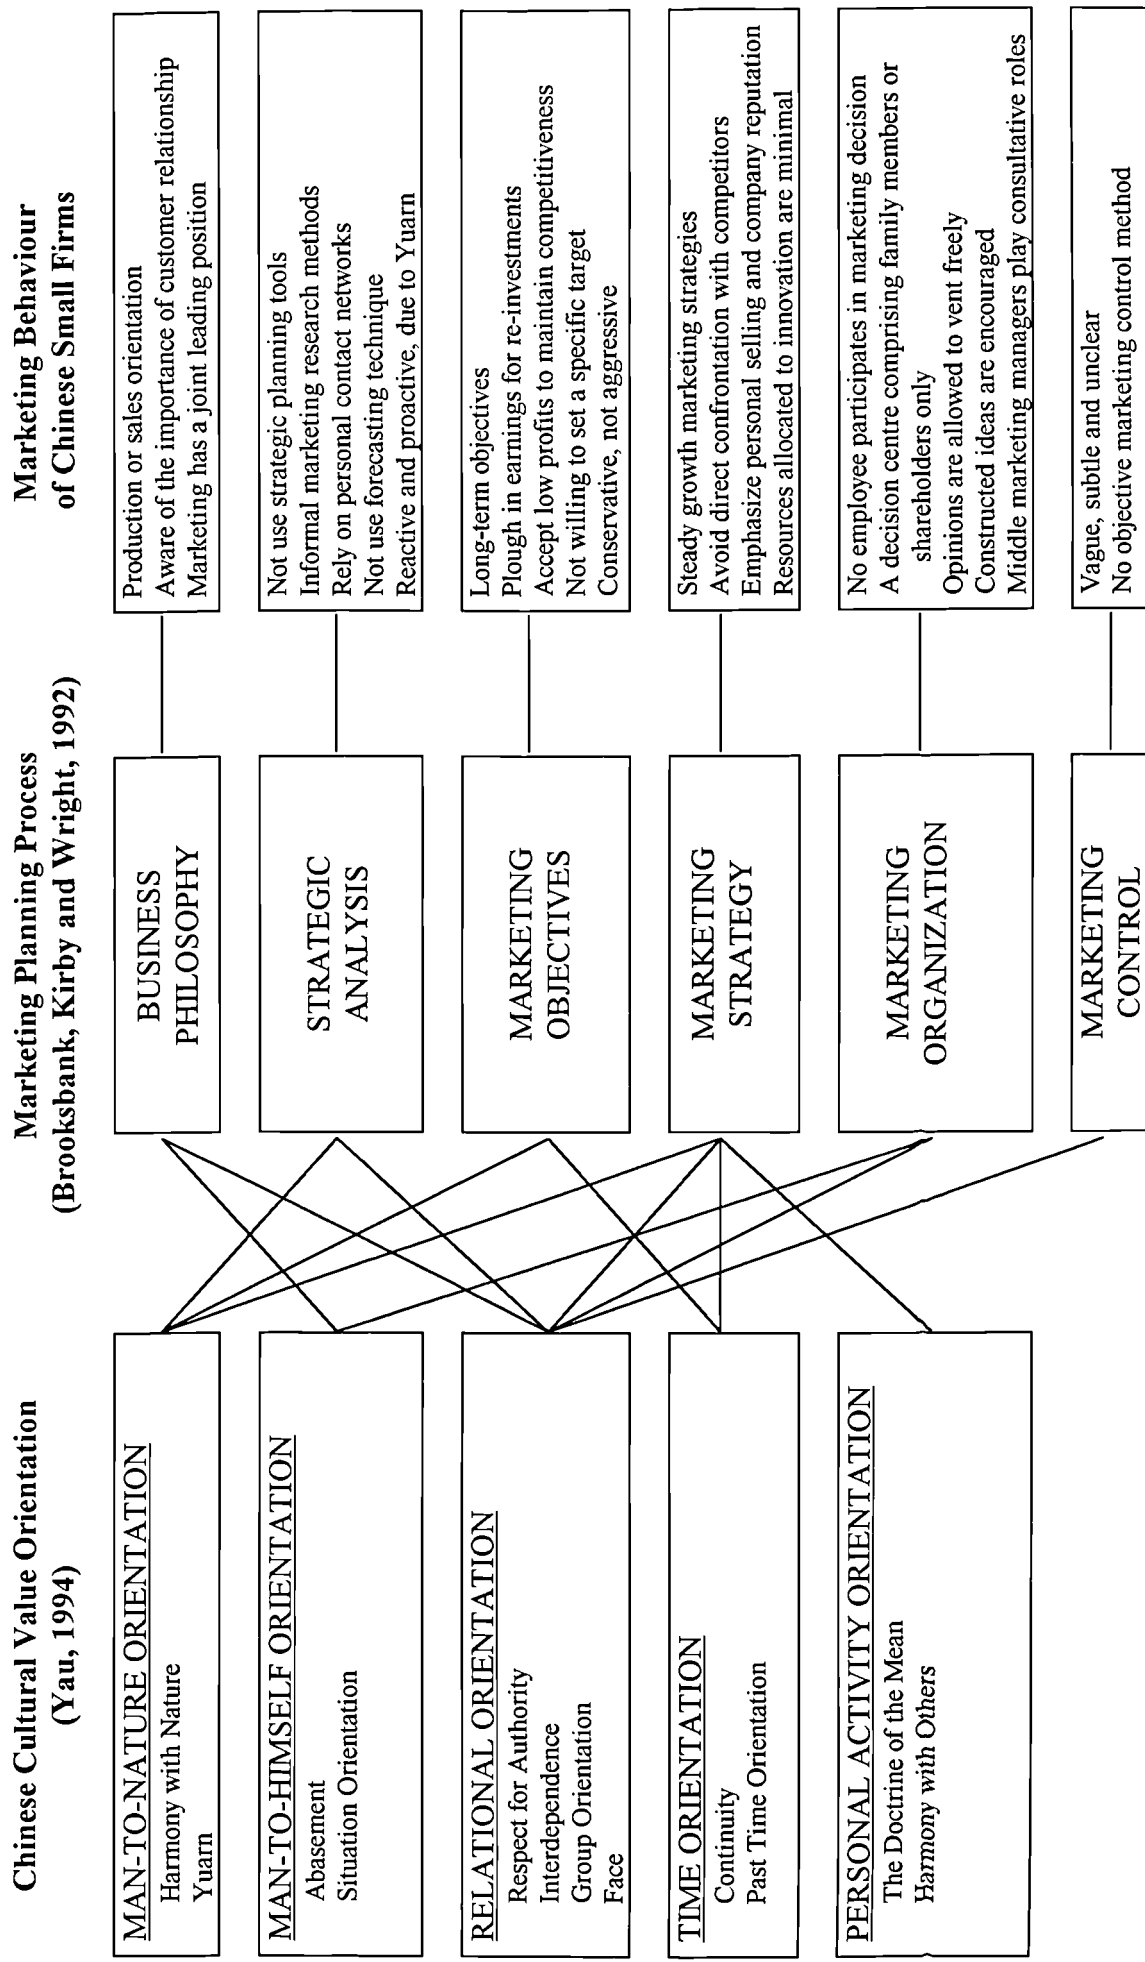 Chinese Cultural Value Orientation
(Yau, 1994)
MAN-TO-NATURE ORIENTATION
Harmony with Nature
Yuarn
MAN-TO-HIMSELF ORIENTATION
Abasement
Situation Orientation
RELATIONAL ORIENTATION
Respect for Authority
Interdependence
Group Orientation
Face
TIME ORIENTATION
Continuity
Past Time Orientation
PERSONAL ACTIVITY ORIENTATION
The Doctrine of the Mean
Harmony with Others
Marketing Planning Process
(Brooksbank, Kirby and Wright, 1992)
BUSINESS
PHILOSOPHY
STRATEGIC
ANALYSIS
MARKETING
OBJECTIVES
MARKETING
STRATEGY
MARKETING
ORGANIZATION
MARKETING
CONTROL
Marketing Behaviour
of Chinese Small Firms
Production or sales orientation
Aware of the importance of customer relationship
Marketing has a joint leading position
Not use strategic planning tools
Informal marketing research methods
Rely on personal contact networks
Not use forecasting technique
Reactive and proactive, due to Yuarn
Long-term objectives
Plough in earnings for re-investments
Accept low profits to maintain competitiveness
Not willing to set a specific target
Conservative, not aggressive
Steady growth marketing strategies
Avoid direct confrontation with competitors
Emphasize personal selling and company reputation
Resources allocated to innovation are minimal
No employee participates in marketing decision
A decision centre comprising family members or
shareholders only
Opinions are allowed to vent freely
Constructed ideas are encouraged
Middle marketing managers play consultative roles
Vague, subtle and unclear
No objective marketing control method